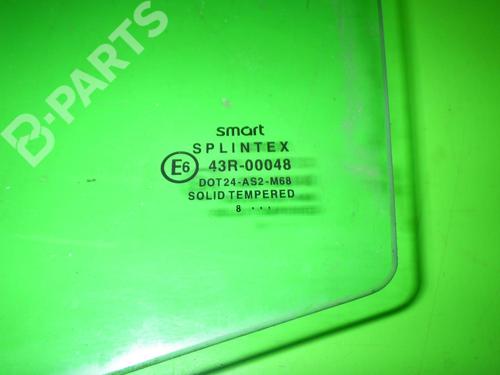 B-PARTS
smart
SPLINTEX
E6 43R-00048
DOT24-AS2-M68
SOLID TEMPERED
8 ...